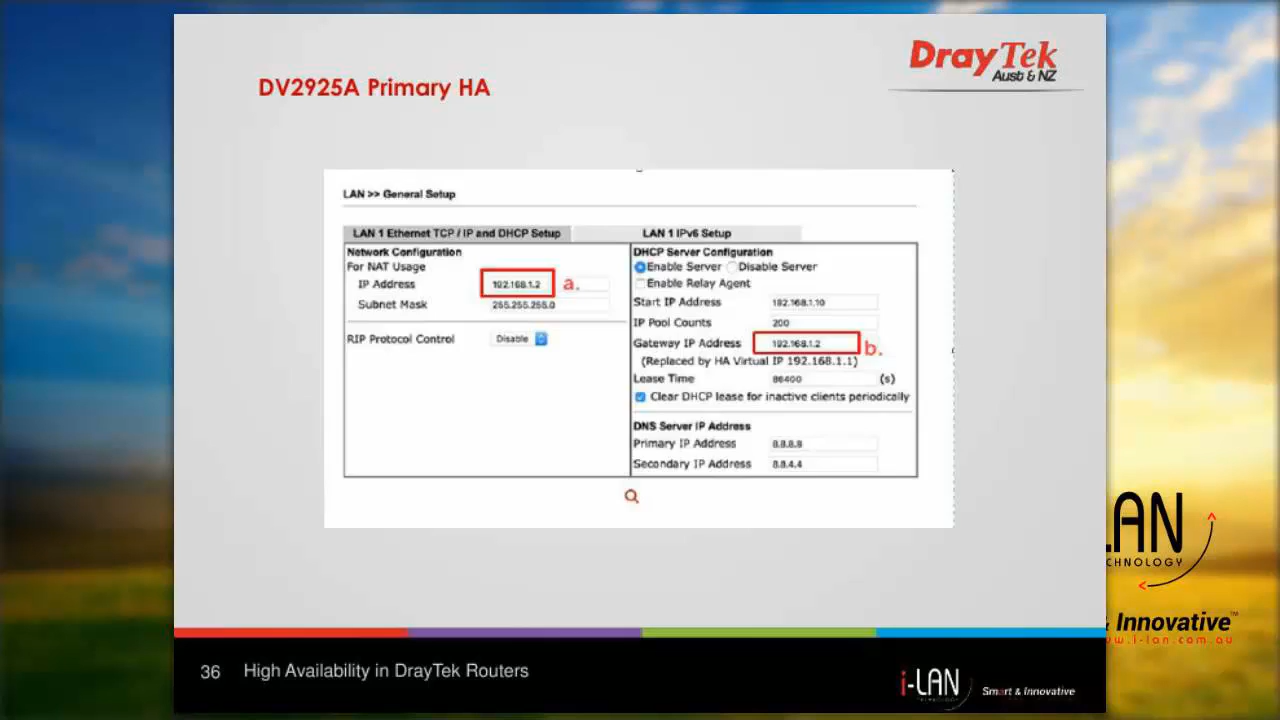 DV2925A Primary HA
DrayTek
Aust & NZ
LAN >> General Setup
LAN 1 Ethernet TCP / IP and DHCP Setup
LAN 1 IPv6 Setup
Network Configuration
For NAT Usage
IP Address 192.168.1.2 a.
Subnet Mask 255.255.255.0
RIP Protocol Control Disable
DHCP Server Configuration
Enable Server Disable Server
Enable Relay Agent
Start IP Address 192.168.1.10
IP Pool Counts 200
Gateway IP Address 192.168.1.2 b.
(Replaced by HA Virtual IP 192.168.1.1)
Lease Time 86400 (s)
Clear DHCP lease for inactive clients periodically
DNS Server IP Address
Primary IP Address 8.8.8.8
Secondary IP Address 8.8.4.4
LAN
CHNOLOGY
& Innovative™
www.i-lan.com.au
36 High Availability in DrayTek Routers
i-LAN
TECHNOLOGY
Smart & Innovative